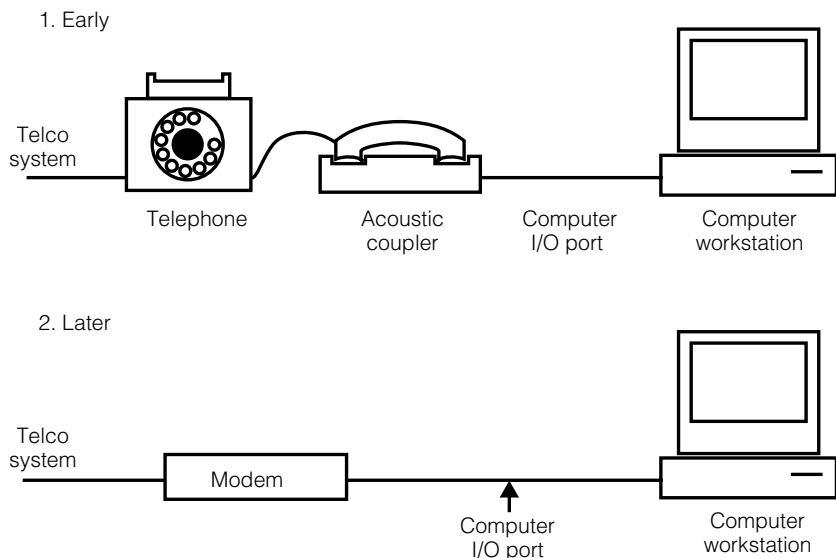 1. Early
Telco
system
Telephone
Acoustic
coupler
Computer
I/O port
Computer
workstation
2. Later
Telco
system
Modem
Computer
I/O port
Computer
workstation